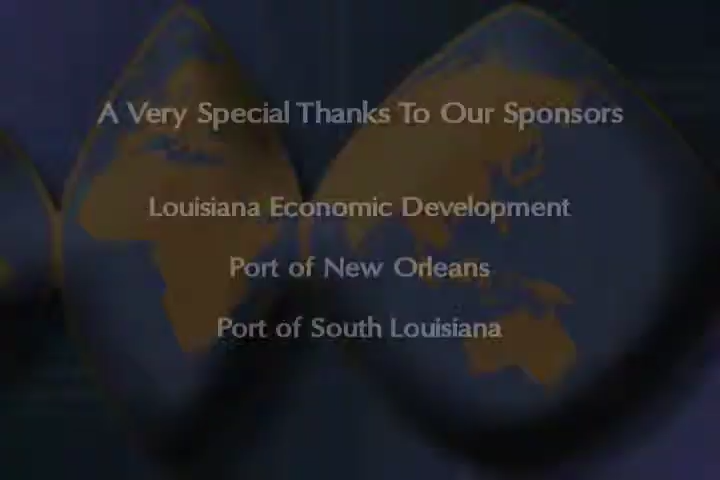 A Very Special Thanks To Our Sponsors
Louisiana Economic Development
Port of New Orleans
Port of South Louisiana